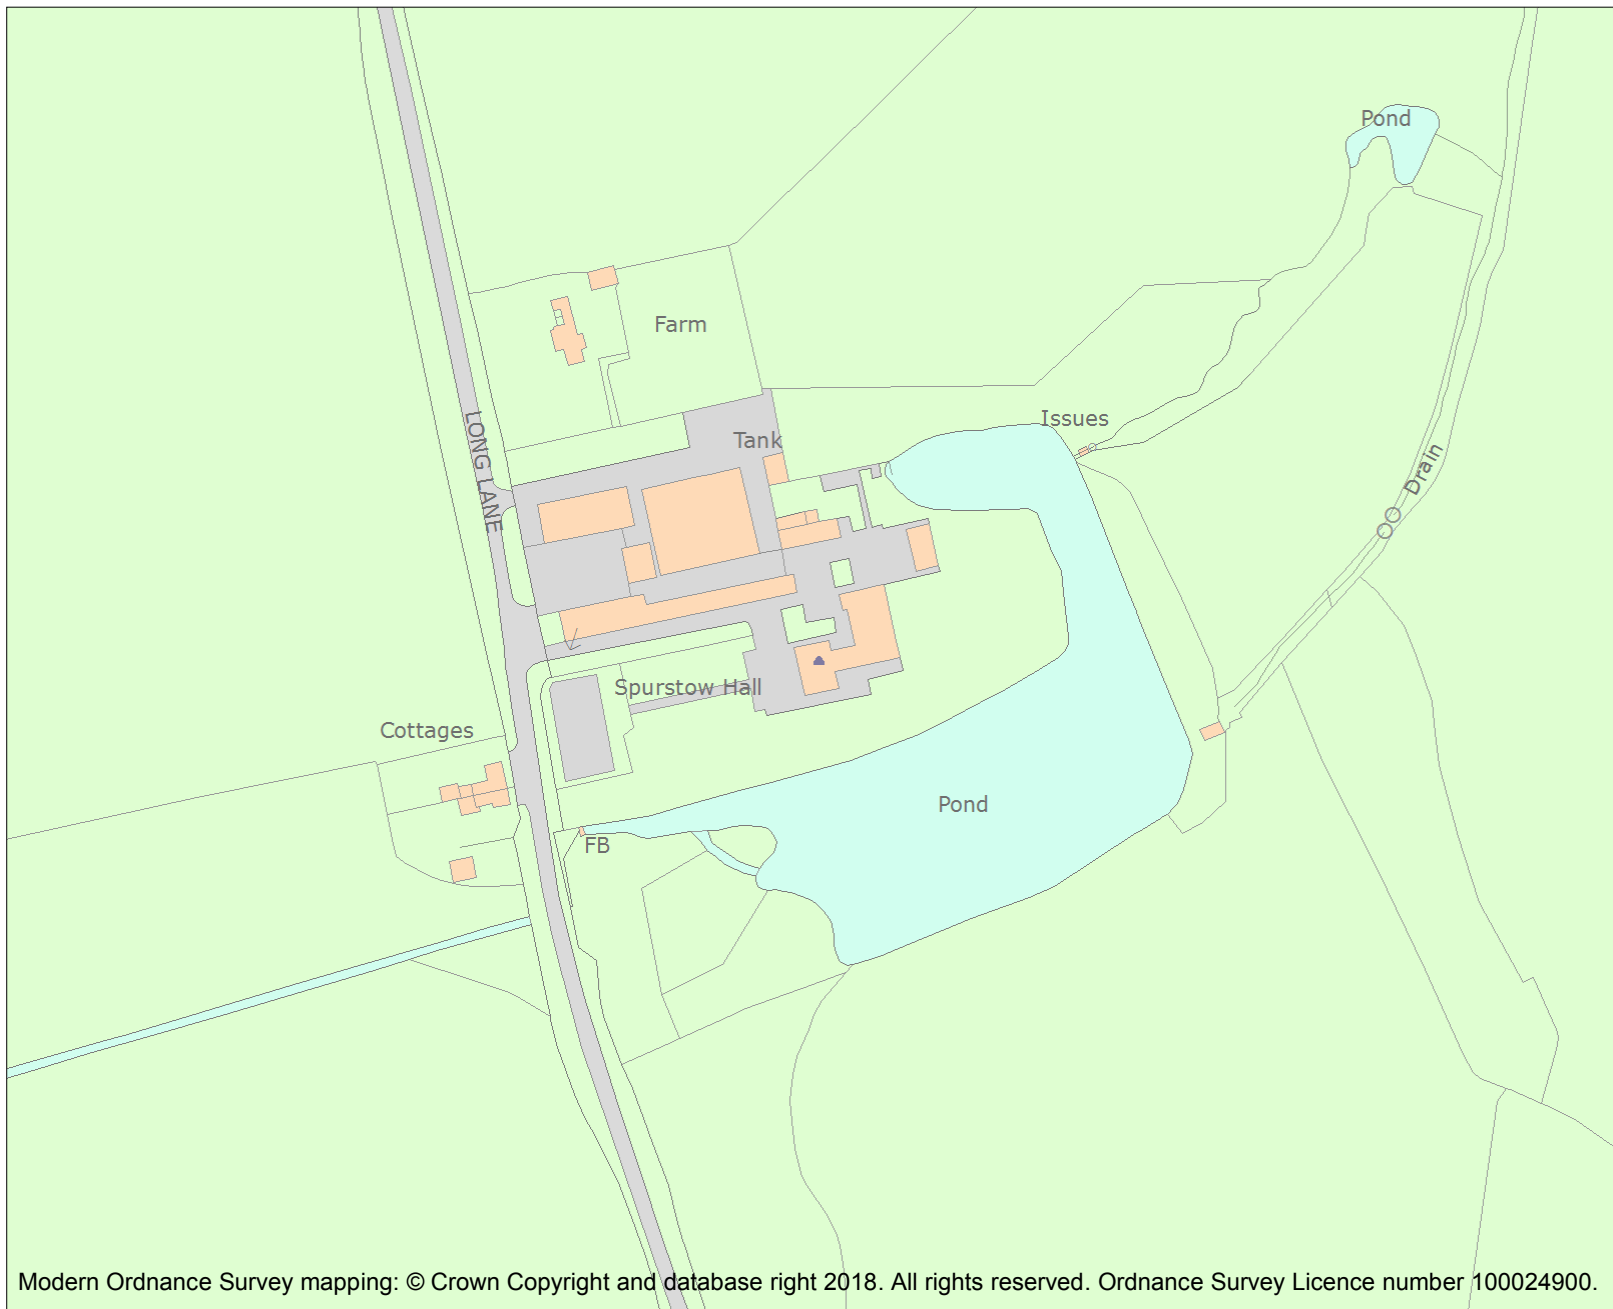 Pond
Farm
LONG LANE
Issues
Tank
Drain
Spurstow Hall
Cottages
Pond
FB
Modern Ordnance Survey mapping: © Crown Copyright and database right 2018. All rights reserved. Ordnance Survey Licence number 100024900.